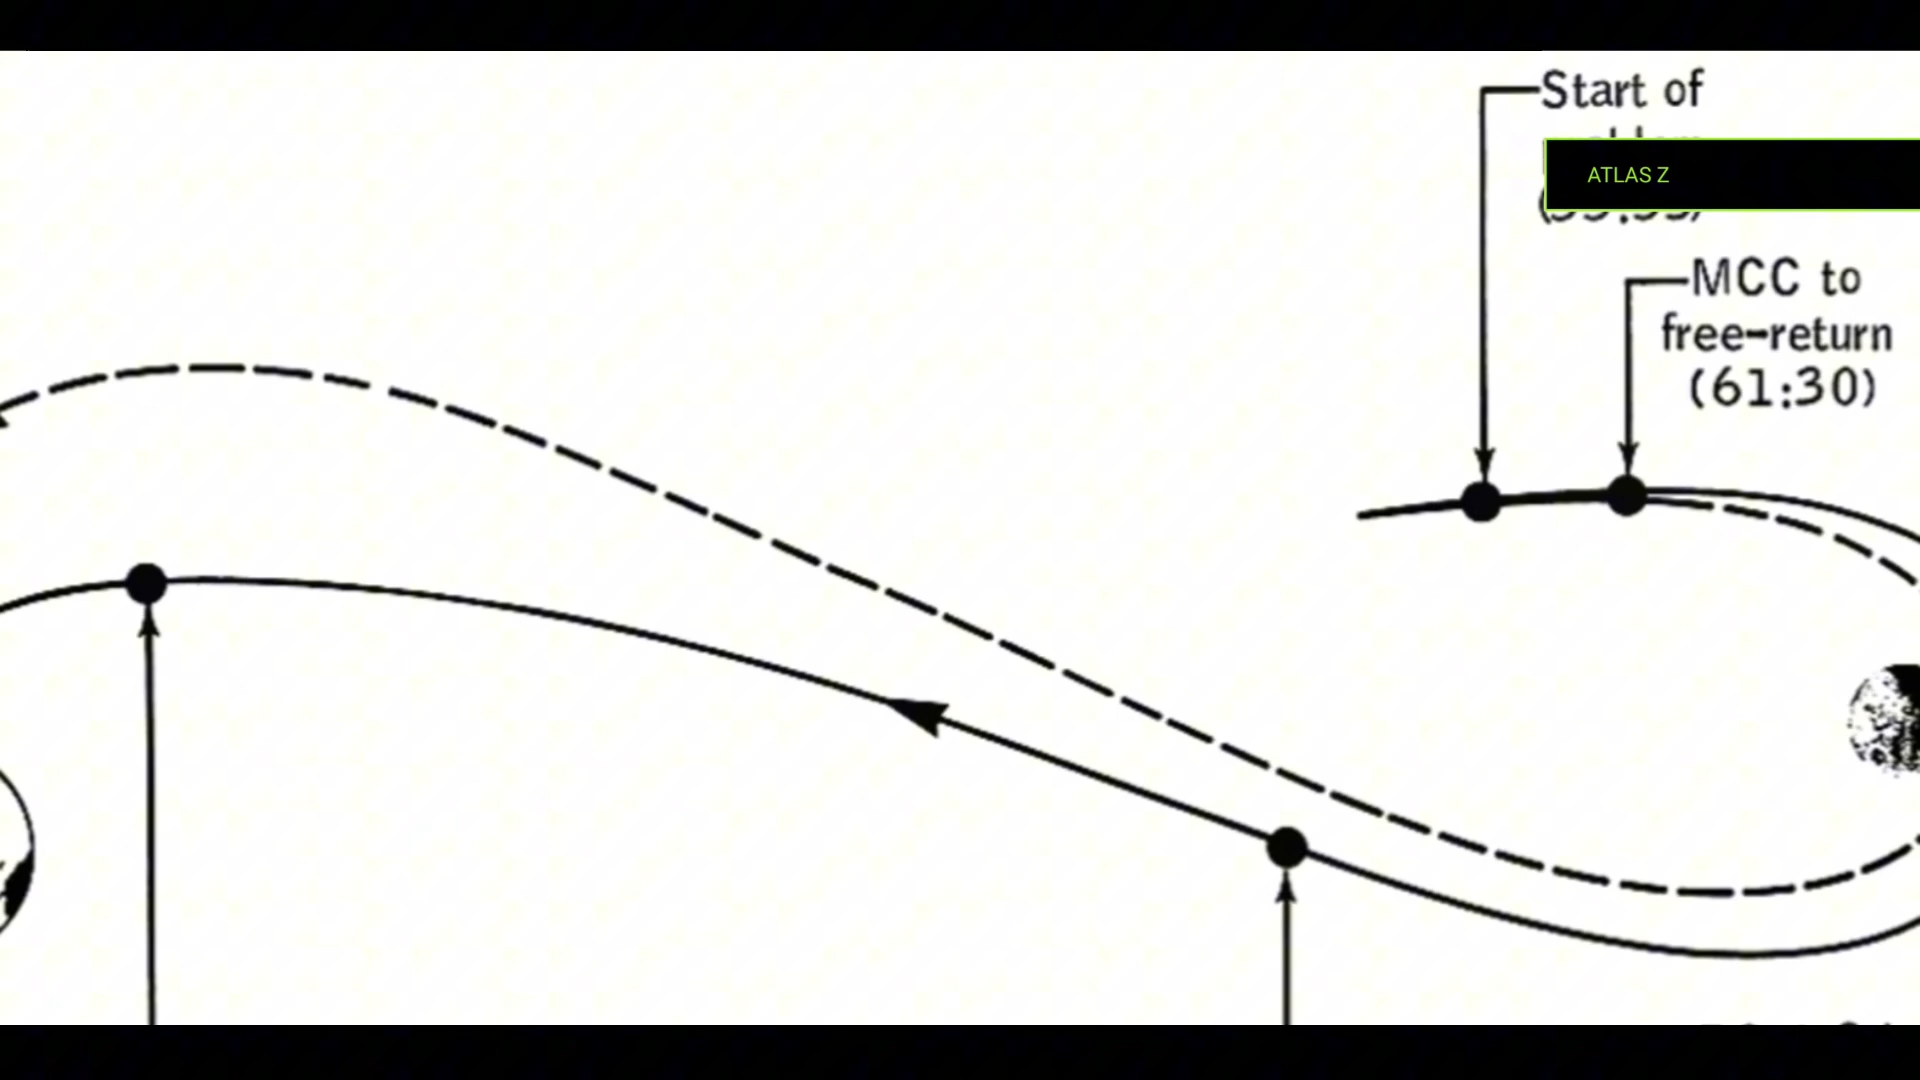 Start of
ATLAS Z
MCC to
free-return
(61:30)